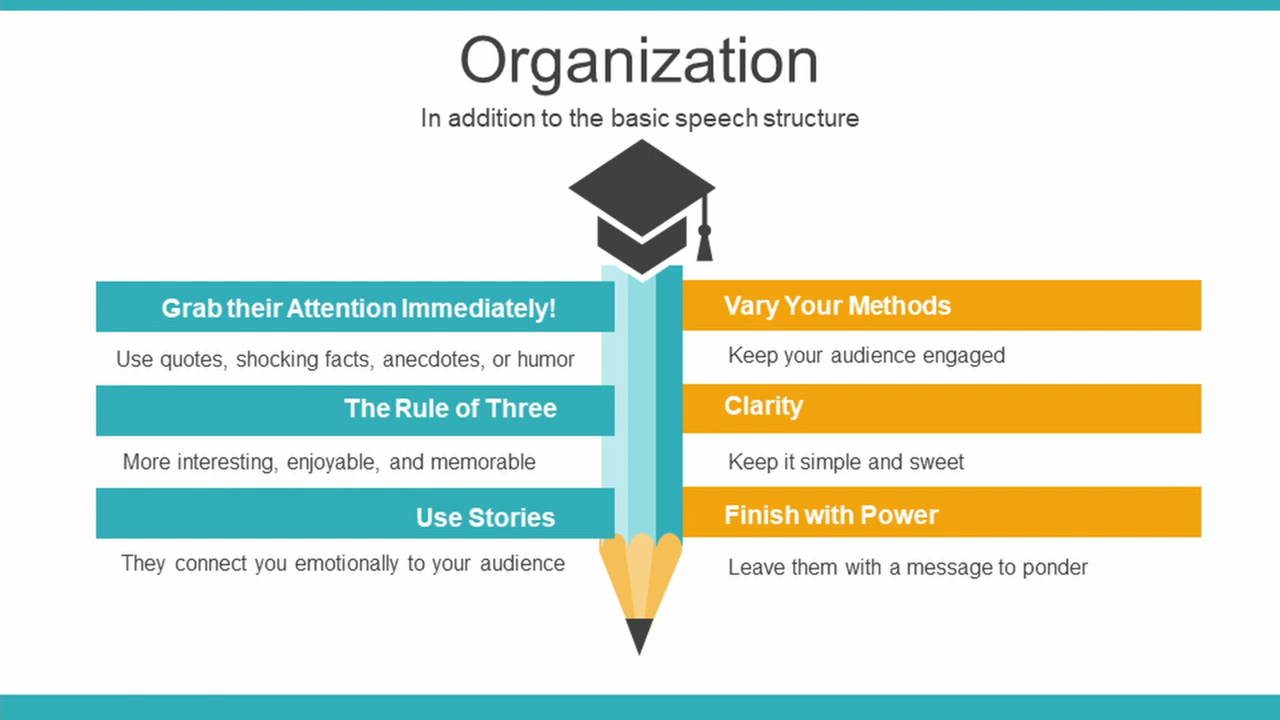 Organization
In addition to the basic speech structure
Grab their Attention Immediately!
Use quotes, shocking facts, anecdotes, or humor
The Rule of Three
More interesting, enjoyable, and memorable
Use Stories
They connect you emotionally to your audience
Vary Your Methods
Keep your audience engaged
Clarity
Keep it simple and sweet
Finish with Power
Leave them with a message to ponder